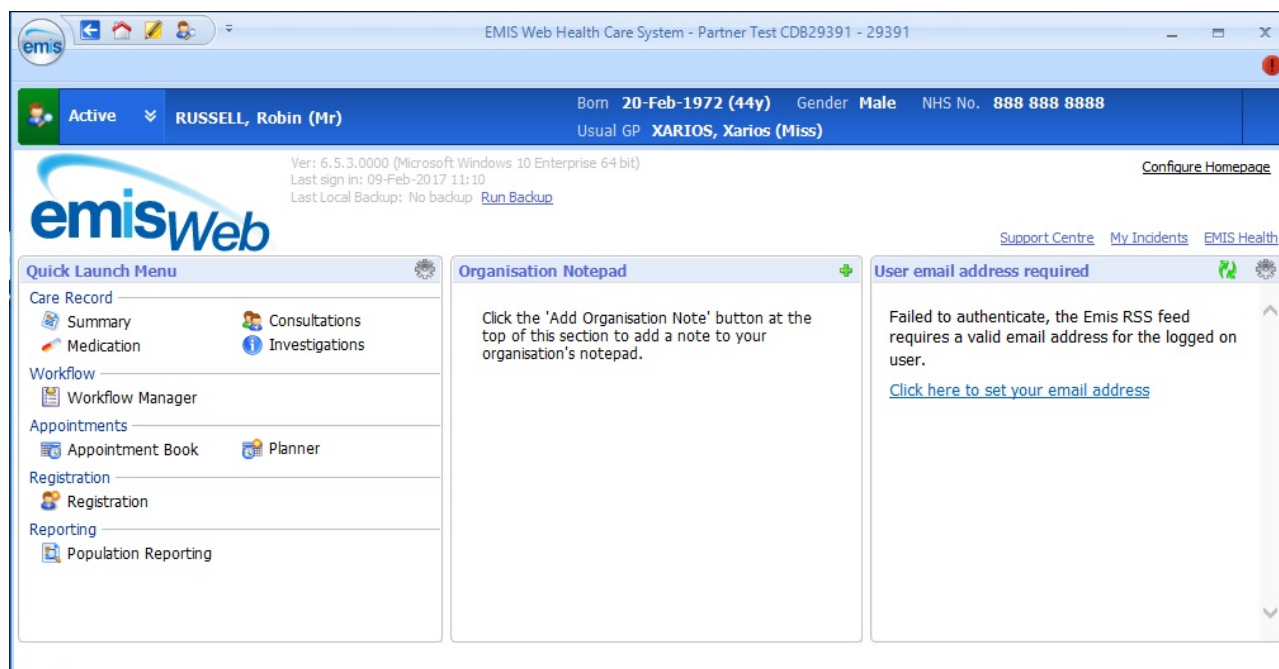 emis
EMIS Web Health Care System - Partner Test CDB29391 - 29391
Active
RUSSELL, Robin (Mr)
Born 20-Feb-1972 (44y) Gender Male NHS No. 888 888 8888
Usual GP XARIOS, Xarios (Miss)
emisWeb
Ver: 6.5.3.0000 (Microsoft Windows 10 Enterprise 64 bit)
Last sign in: 09-Feb-2017 11:10
Last Local Backup: No backup Run Backup
Configure Homepage
Support Centre My Incidents EMIS Health
Quick Launch Menu
Care Record
Summary Consultations
Medication Investigations
Workflow
Workflow Manager
Appointments
Appointment Book Planner
Registration
Registration
Reporting
Population Reporting
Organisation Notepad
Click the 'Add Organisation Note' button at the
top of this section to add a note to your
organisation's notepad.
User email address required
Failed to authenticate, the Emis RSS feed
requires a valid email address for the logged on
user.
Click here to set your email address